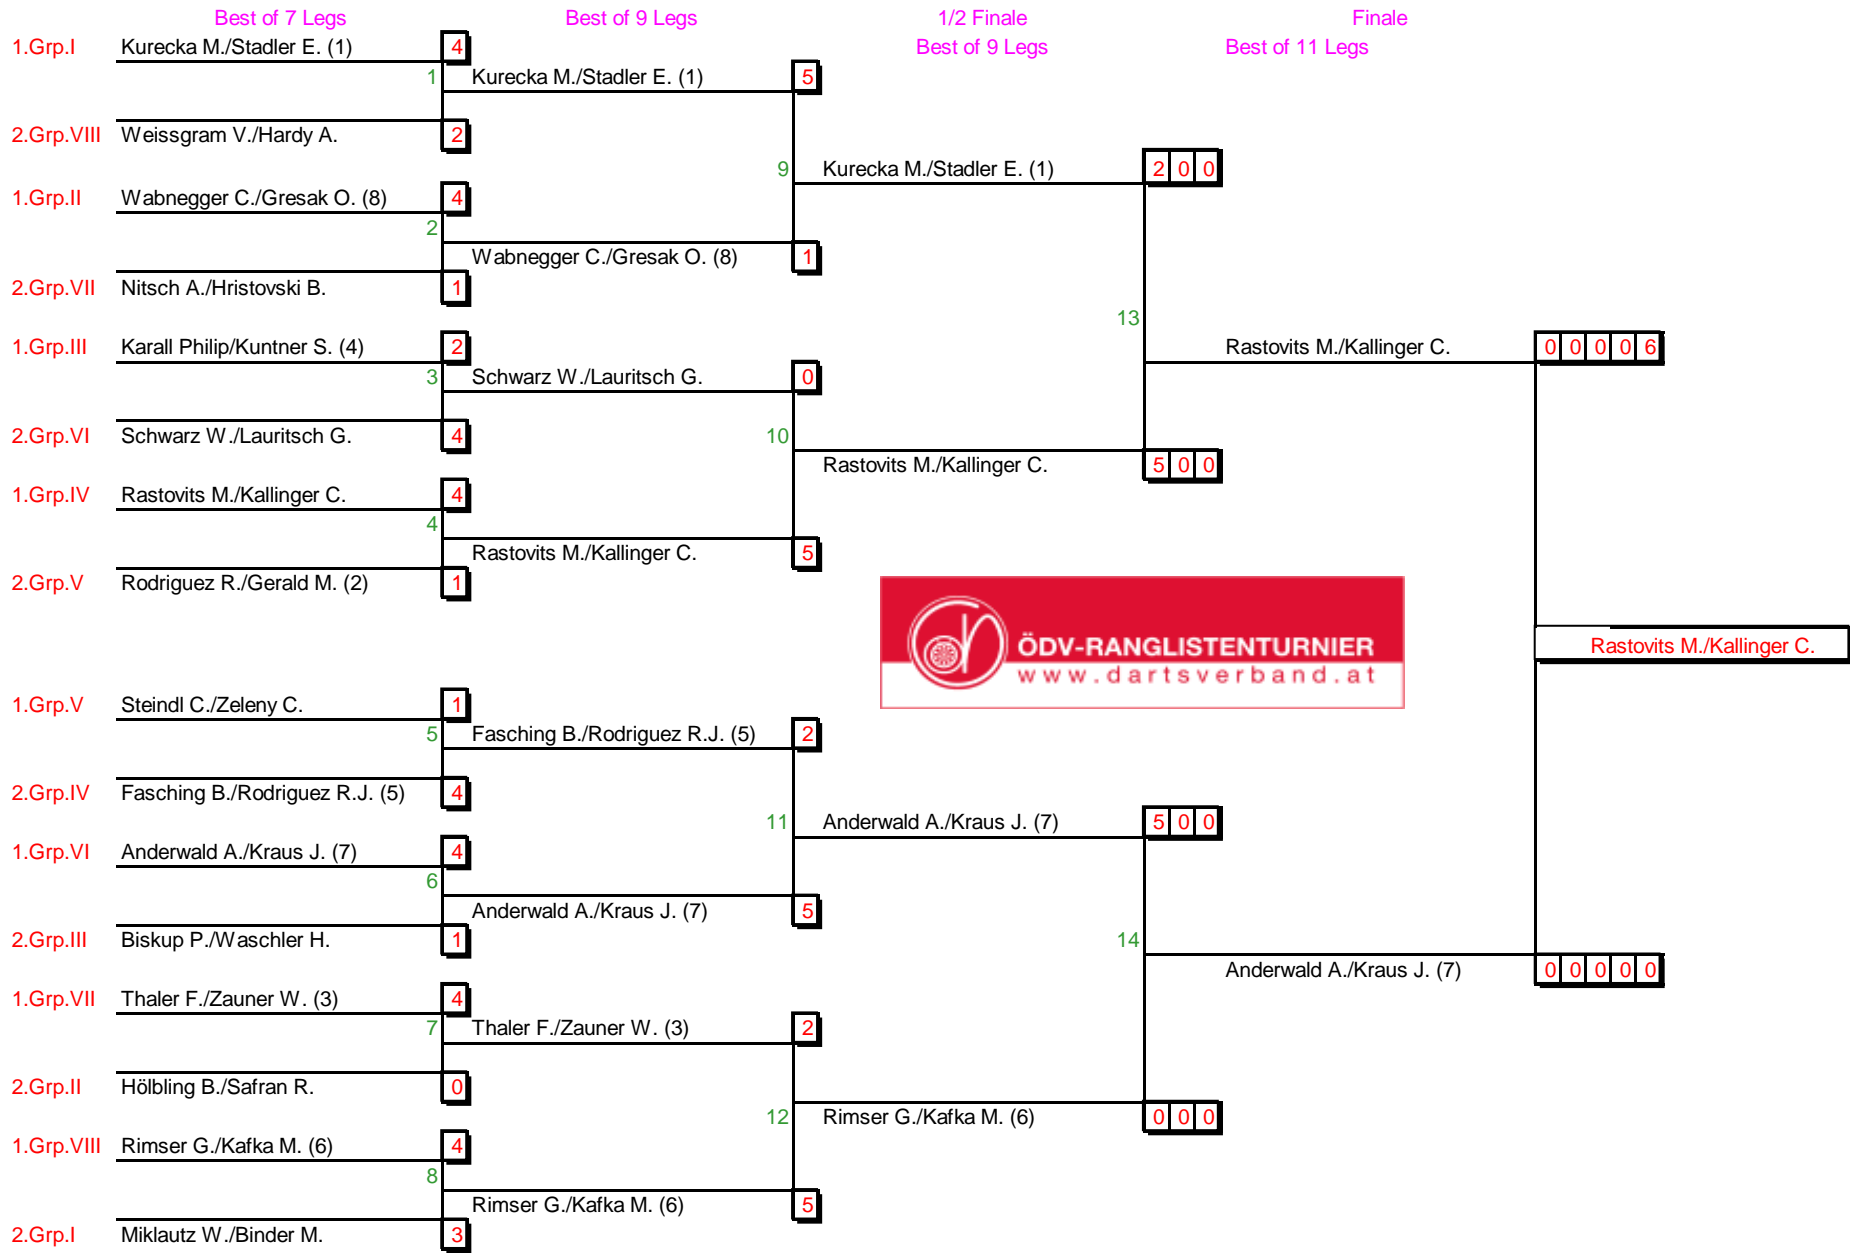 Best of 7 Legs Best of 9 Legs 1/2 Finale Finale
1.Grp.I Kurecka M./Stadler E. (1) 4 Best of 9 Legs Best of 11 Legs
1 Kurecka M./Stadler E. (1) 5
2.Grp.VIII Weissgram V./Hardy A. 2
9 Kurecka M./Stadler E. (1) 2 0 0
1.Grp.II Wabnegger C./Gresak O. (8) 4
2
Wabnegger C./Gresak O. (8) 1
2.Grp.VII Nitsch A./Hristovski B. 1
13
1.Grp.III Karall Philip/Kuntner S. (4) 2 Rastovits M./Kallinger C. 0 0 0 0 6
3 Schwarz W./Lauritsch G. 0
2.Grp.VI Schwarz W./Lauritsch G. 4 10
Rastovits M./Kallinger C. 5 0 0
1.Grp.IV Rastovits M./Kallinger C. 4
4
Rastovits M./Kallinger C. 5
2.Grp.V Rodriguez R./Gerald M. (2) 1
ÖDV-RANGLISTENTURNIER
www.dartsverband.at
Rastovits M./Kallinger C.
1.Grp.V Steindl C./Zeleny C. 1
5 Fasching B./Rodriguez R.J. (5) 2
2.Grp.IV Fasching B./Rodriguez R.J. (5) 4
11 Anderwald A./Kraus J. (7) 5 0 0
1.Grp.VI Anderwald A./Kraus J. (7) 4
6
Anderwald A./Kraus J. (7) 5
2.Grp.III Biskup P./Waschler H. 1 14
Anderwald A./Kraus J. (7) 0 0 0 0 0
1.Grp.VII Thaler F./Zauner W. (3) 4
7 Thaler F./Zauner W. (3) 2
2.Grp.II Hölbling B./Safran R. 0
12 Rimser G./Kafka M. (6) 0 0 0
1.Grp.VIII Rimser G./Kafka M. (6) 4
8
Rimser G./Kafka M. (6) 5
2.Grp.I Miklautz W./Binder M. 3